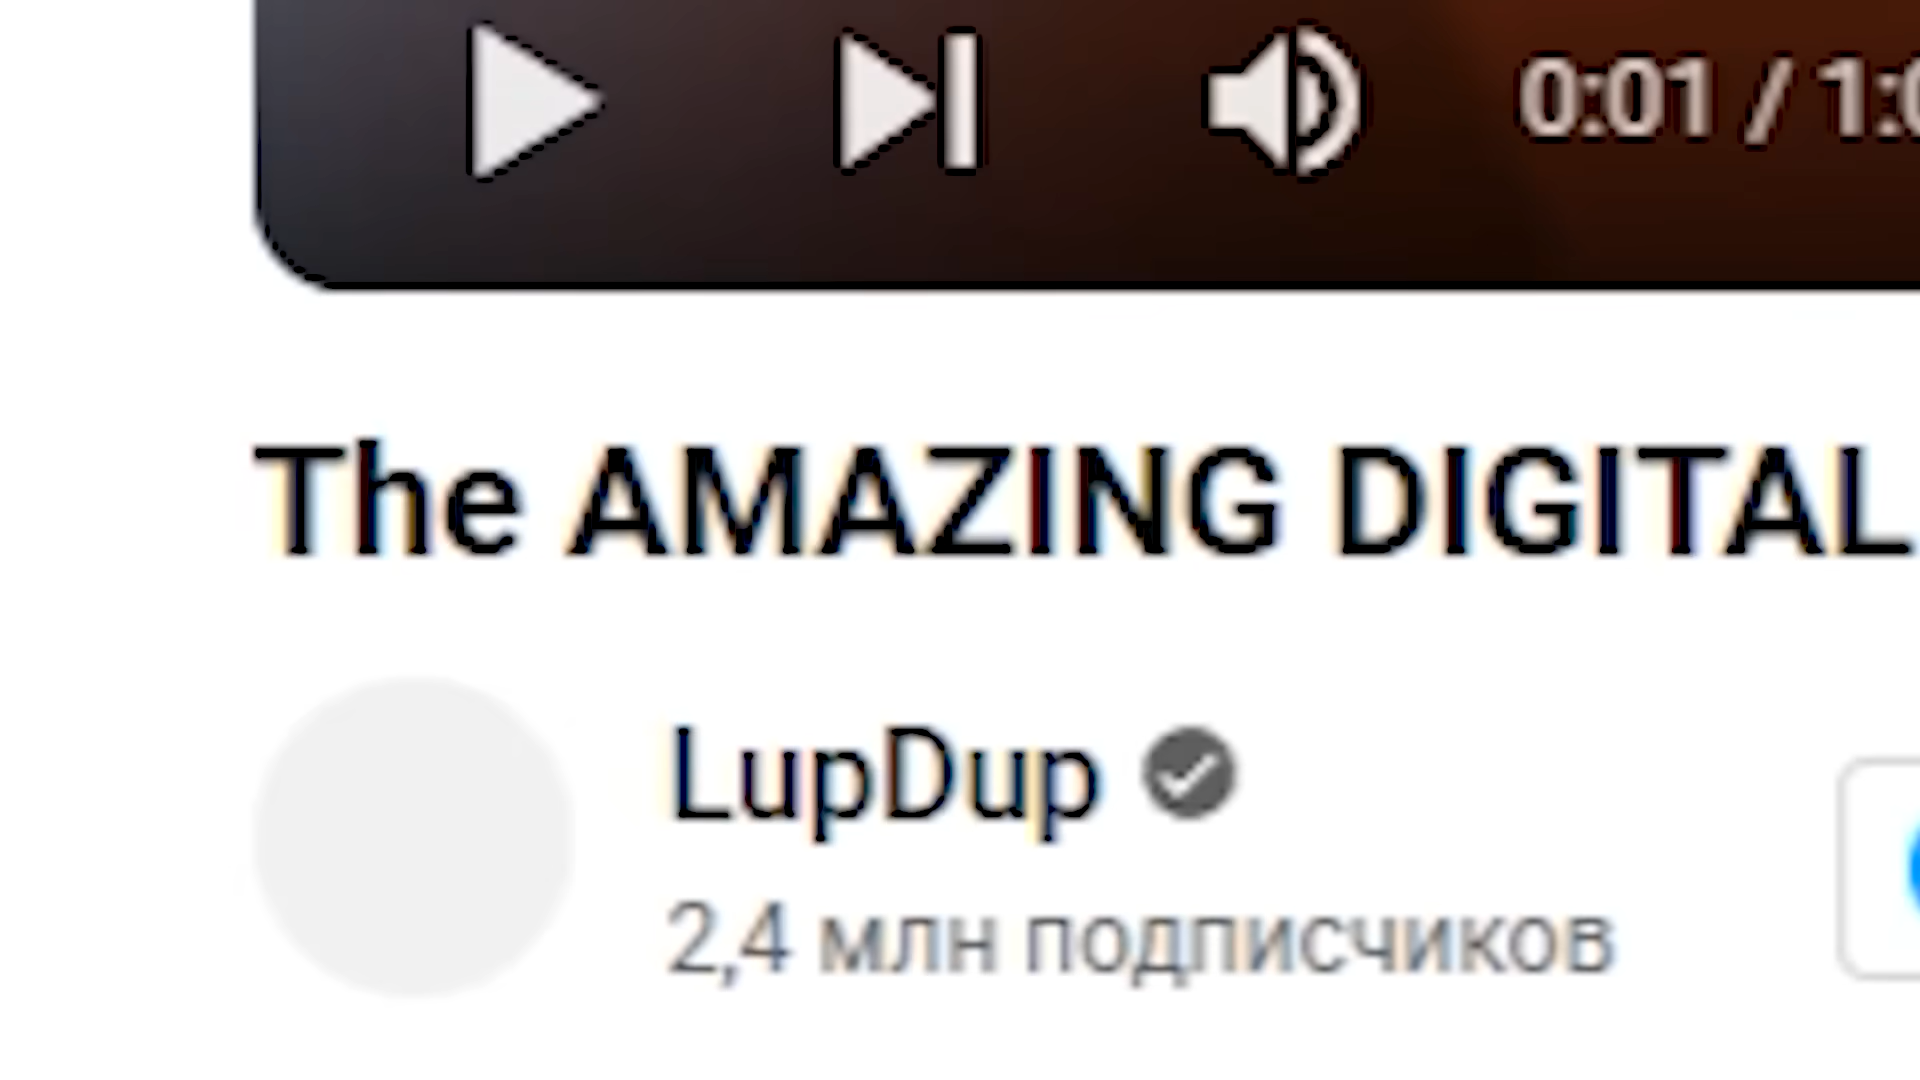 0:01 / 1:0
The AMAZING DIGITAL
LupDup
2,4 млн подписчиков